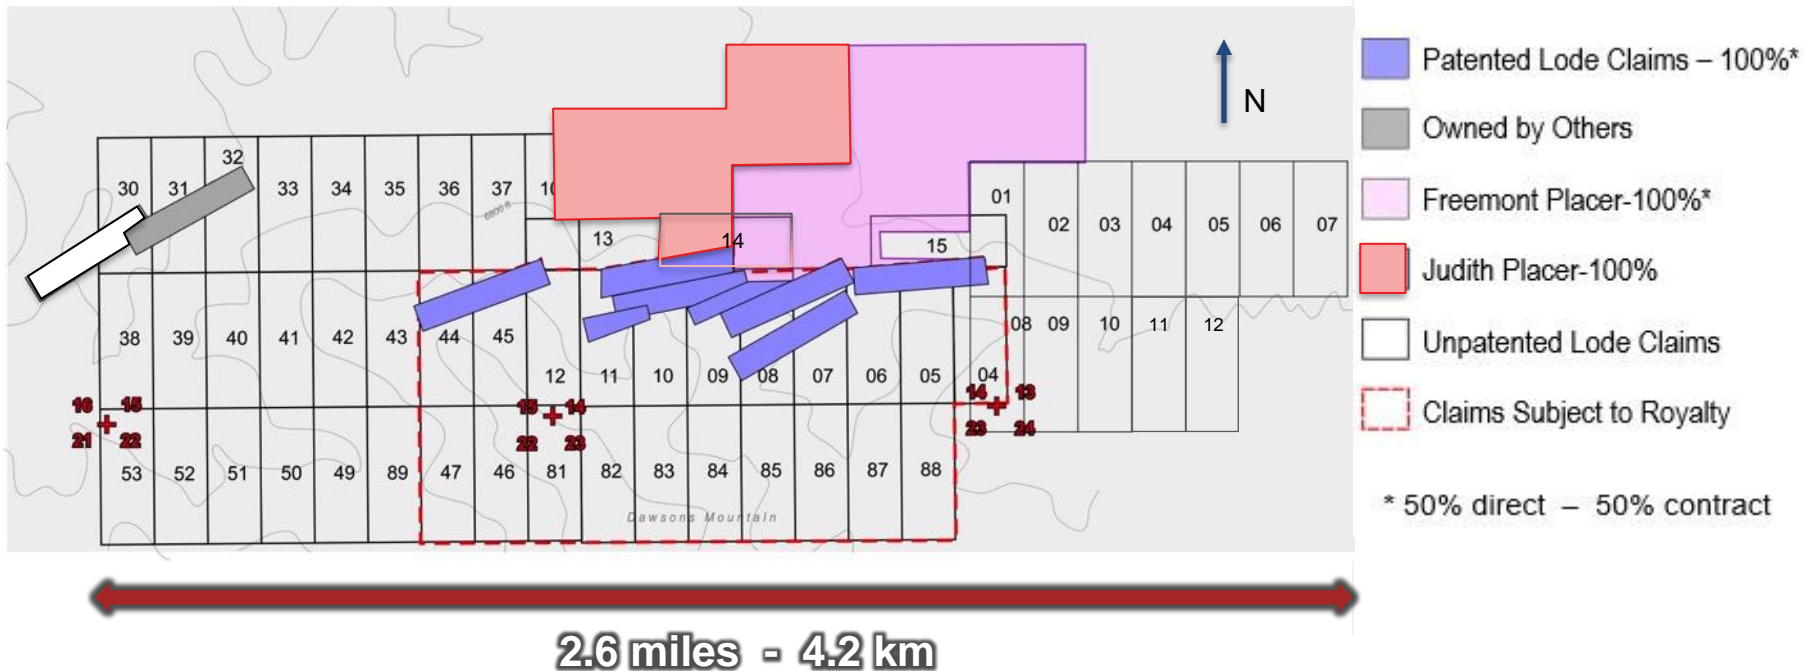 N
32
30 31 33 34 35 36 37 10
6800 ft
01
02 03 04 05 06 07
13 14 15
38 39 40 41 42 43 44 45
08 09 10 11 12
12 11 10 09 08 07 06 05 04
16 15
21 22
15 14
22 23
14 13
23 24
53 52 51 50 49 89 47 46 81 82 83 84 85 86 87 88
Dawsons Mountain
2.6 miles - 4.2 km
Patented Lode Claims – 100%*
Owned by Others
Freemont Placer-100%*
Judith Placer-100%
Unpatented Lode Claims
Claims Subject to Royalty
* 50% direct – 50% contract